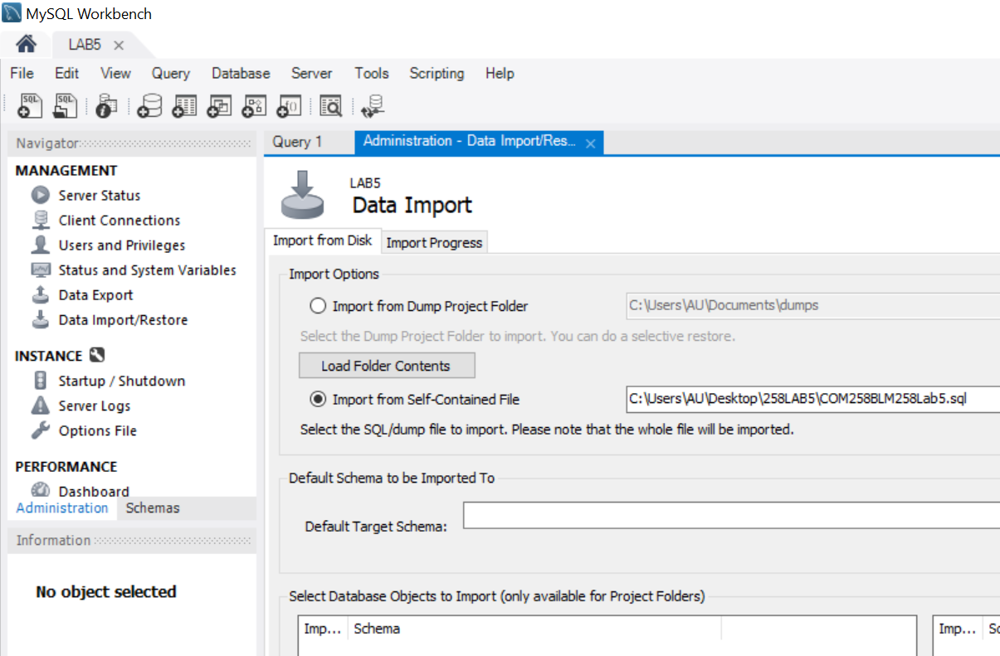 MySQL Workbench
LAB5
File Edit View Query Database Server Tools Scripting Help
SQL SQL
Navigator
MANAGEMENT
Server Status
Client Connections
Users and Privileges
Status and System Variables
Data Export
Data Import/Restore
INSTANCE
Startup / Shutdown
Server Logs
Options File
PERFORMANCE
Dashboard
Administration Schemas
Information
No object selected
Query 1 Administration - Data Import/Res...
LAB5
Data Import
Import from Disk Import Progress
Import Options
Import from Dump Project Folder C:\Users\AU\Documents\dumps
Select the Dump Project Folder to import. You can do a selective restore.
Load Folder Contents
Import from Self-Contained File C:\Users\AU\Desktop\258LAB5\COM258BLM258Lab5.sql
Select the SQL/dump file to import. Please note that the whole file will be imported.
Default Schema to be Imported To
Default Target Schema:
Select Database Objects to Import (only available for Project Folders)
Imp... Schema Imp...